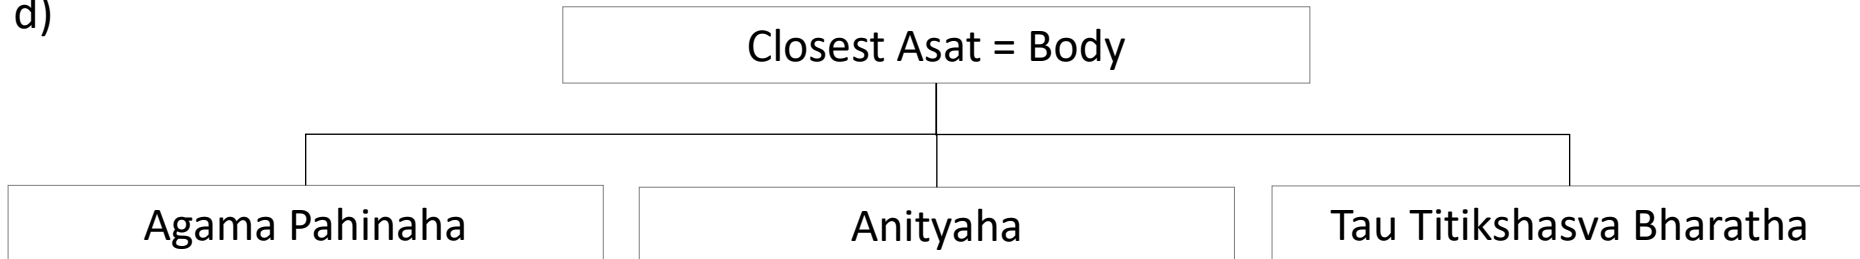 d)
Closest Asat = Body
Agama Pahinaha
Anityaha
Tau Titikshasva Bharatha